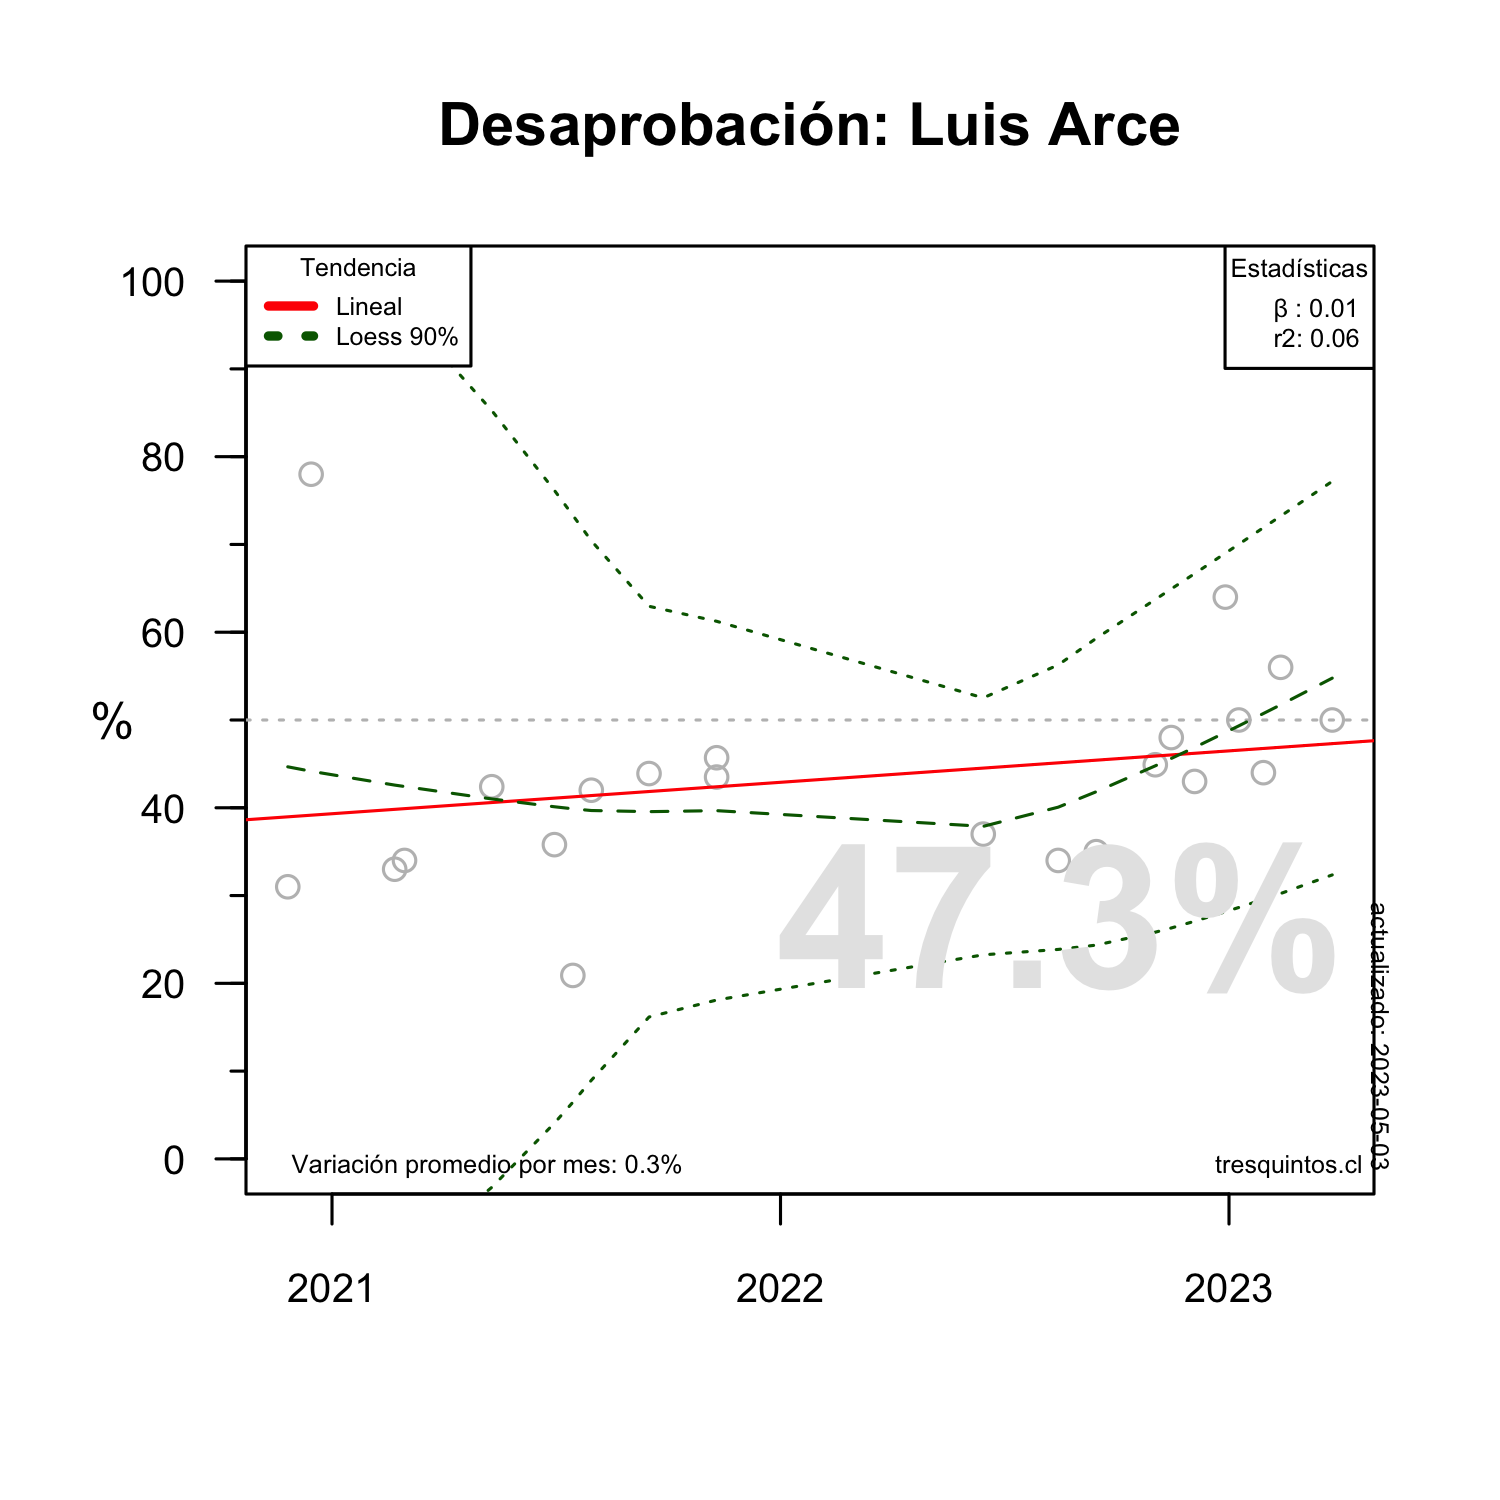 Desaprobación: Luis Arce
Tendencia
Lineal
Loess 90%
Estadísticas
β : 0.01
r2: 0.06
100
80
60
%
40
20
0
47.3%
actualizado: 2023-05-03
Variación promedio por mes: 0.3%
tresquintos.cl
2021
2022
2023